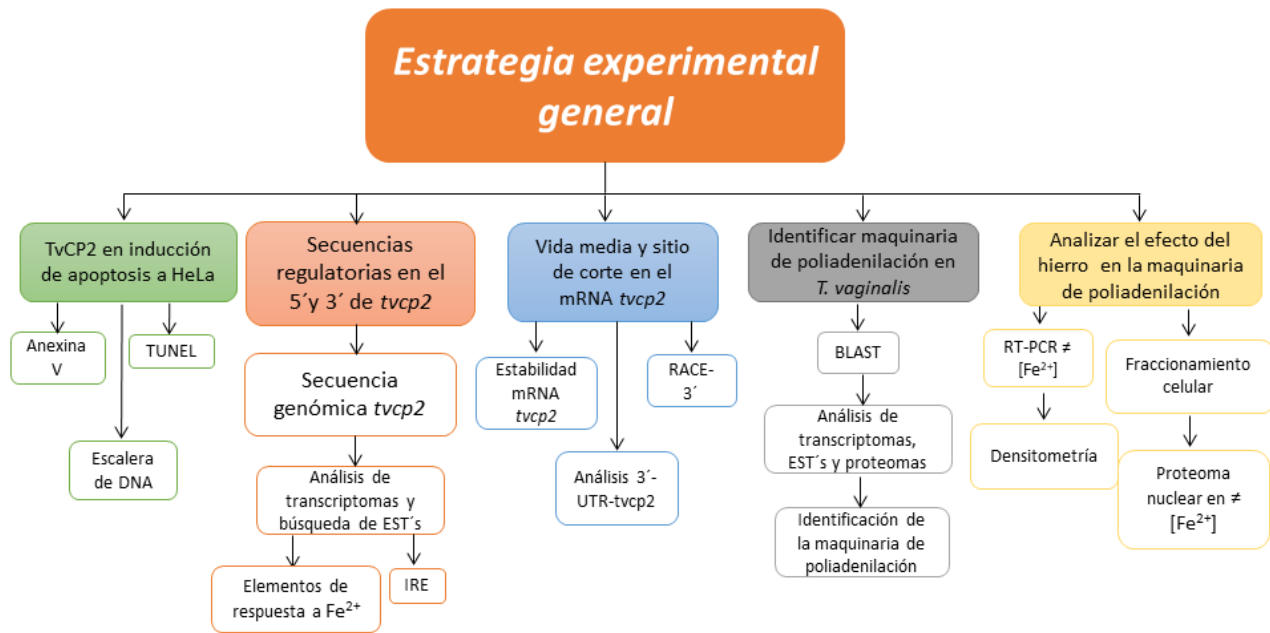 Estrategia experimental
general
TvCP2 en inducción
de apoptosis a HeLa
Anexina
V
TUNEL
Escalera
de DNA
Secuencias
regulatorias en el
5´y 3´ de tvcp2
Secuencia
genómica tvcp2
Análisis de
transcriptomas y
búsqueda de EST´s
Elementos de
respuesta a Fe²⁺
IRE
Vida media y sitio
de corte en el
mRNA tvcp2
Estabilidad
mRNA
tvcp2
RACE-
3´
Análisis 3´-
UTR-tvcp2
Identificar maquinaria
de poliadenilación en
T. vaginalis
BLAST
Análisis de
transcriptomas,
EST´s y proteomas
Identificación de
la maquinaria de
poliadenilación
Analizar el efecto del
hierro en la maquinaria
de poliadenilación
RT-PCR ≠
[Fe²⁺]
Densitometría
Fraccionamiento
celular
Proteoma
nuclear en ≠
[Fe²⁺]